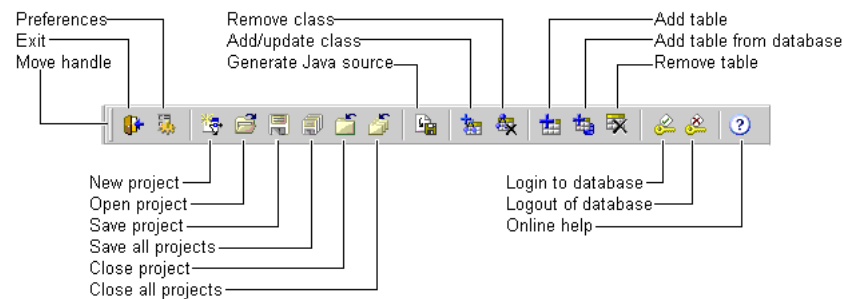 Preferences
Exit
Move handle
Remove class
Add/update class
Generate Java source
Add table
Add table from database
Remove table
?
New project
Open project
Save project
Save all projects
Close project
Close all projects
Login to database
Logout of database
Online help